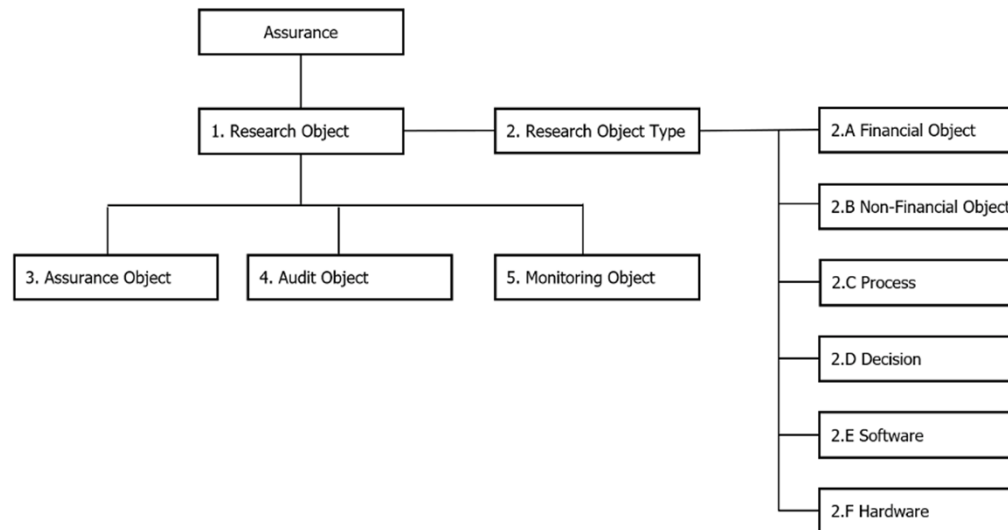 Assurance
1. Research Object
2. Research Object Type
2.A Financial Object
2.B Non-Financial Object
2.C Process
2.D Decision
2.E Software
2.F Hardware
3. Assurance Object
4. Audit Object
5. Monitoring Object